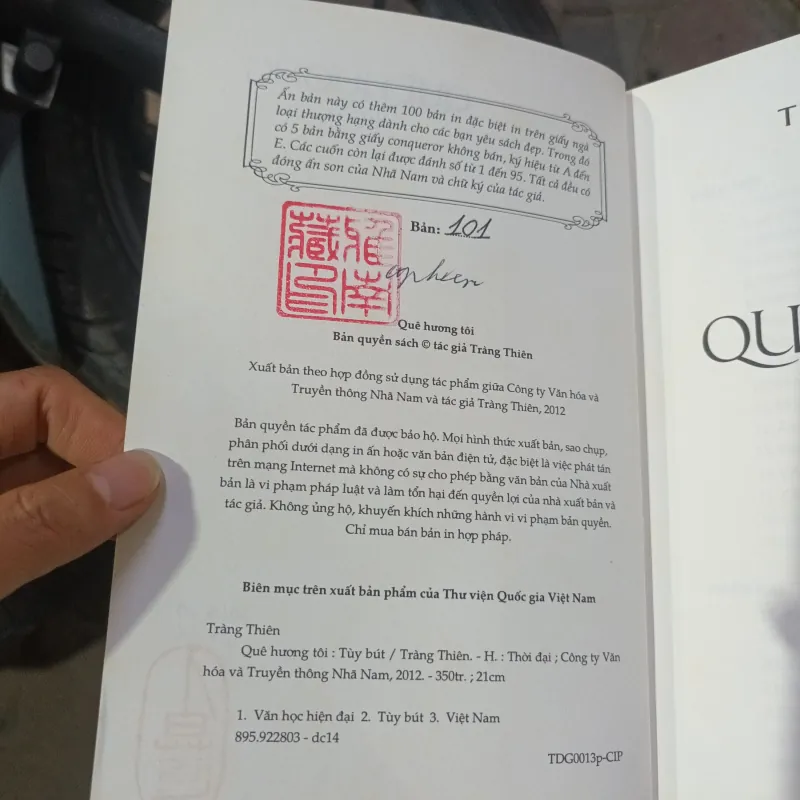 Ấn bản này có thêm 100 bản in đặc biệt in trên giấy ngà
loại thượng hạng dành cho các bạn yêu sách đẹp. Trong đó
có 5 bản bằng giấy conqueror không bán, ký hiệu từ A đến
E. Các cuốn còn lại được đánh số từ 1 đến 95. Tất cả đều có
đóng ấn son của Nhã Nam và chữ ký của tác giả.
雅南藏印
Bản: 101
Quê hương tôi
Bản quyền sách © tác giả Tràng Thiên
Xuất bản theo hợp đồng sử dụng tác phẩm giữa Công ty Văn hóa và
Truyền thông Nhã Nam và tác giả Tràng Thiên, 2012
Bản quyền tác phẩm đã được bảo hộ. Mọi hình thức xuất bản, sao chụp,
phân phối dưới dạng in ấn hoặc văn bản điện tử, đặc biệt là việc phát tán
trên mạng Internet mà không có sự cho phép bằng văn bản của Nhà xuất
bản là vi phạm pháp luật và làm tổn hại đến quyền lợi của nhà xuất bản và
tác giả. Không ủng hộ, khuyến khích những hành vi vi phạm bản quyền.
Chỉ mua bán bản in hợp pháp.
Biên mục trên xuất bản phẩm của Thư viện Quốc gia Việt Nam
Tràng Thiên
Quê hương tôi : Tùy bút / Tràng Thiên. - H. : Thời đại ; Công ty Văn
hóa và Truyền thông Nhã Nam, 2012. - 350tr. ; 21cm
1. Văn học hiện đại 2. Tùy bút 3. Việt Nam
895.922803 - dc14
TDG0013p-CIP
T
QU